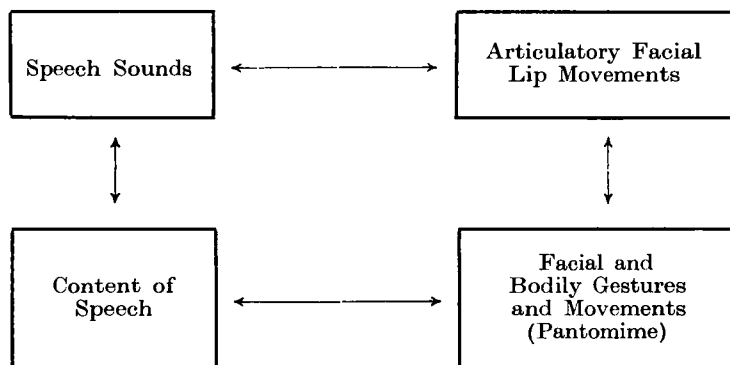 Speech Sounds
Articulatory Facial
Lip Movements
Content of
Speech
Facial and
Bodily Gestures
and Movements
(Pantomime)